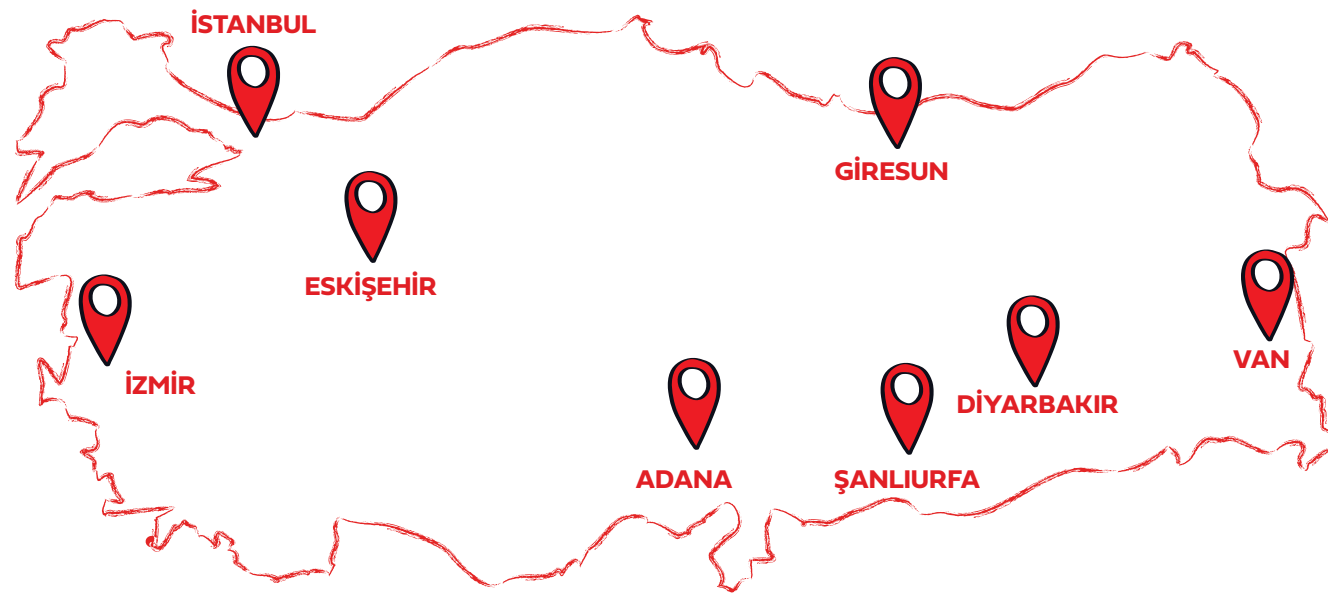 İSTANBUL
GİRESUN
ESKİŞEHİR
VAN
İZMİR
DİYARBAKIR
ADANA
ŞANLIURFA